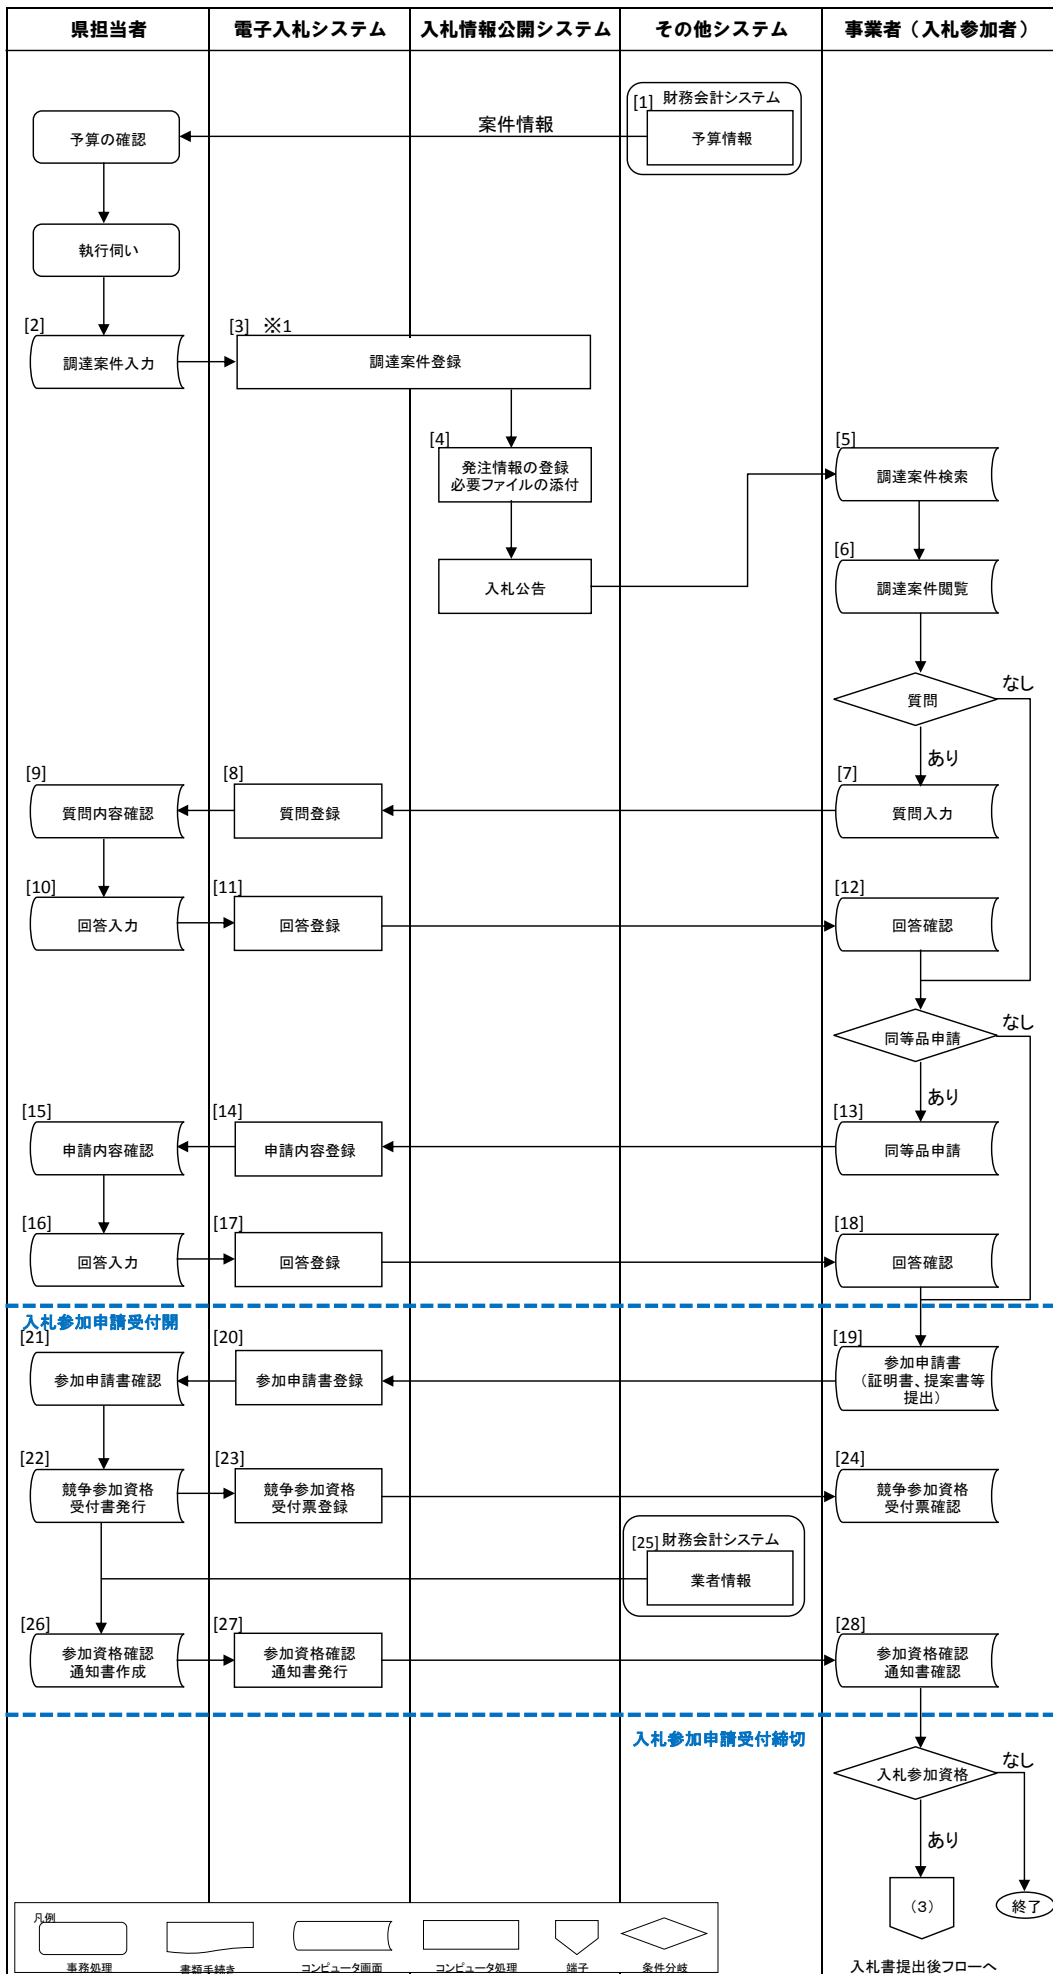 県担当者
電子入札システム
入札情報公開システム
その他システム
事業者（入札参加者）
[1]
財務会計システム
予算情報
案件情報
予算の確認
執行伺い
[2]
調達案件入力
[3] ※1
調達案件登録
[4]
発注情報の登録
必要ファイルの添付
[5]
調達案件検索
入札公告
[6]
調達案件閲覧
質問
なし
あり
[7]
質問入力
[8]
質問登録
[9]
質問内容確認
[10]
回答入力
[11]
回答登録
[12]
回答確認
同等品申請
なし
あり
[13]
同等品申請
[14]
申請内容登録
[15]
申請内容確認
[16]
回答入力
[17]
回答登録
[18]
回答確認
入札参加申請受付開
[19]
参加申請書
（証明書、提案書等
提出）
[20]
参加申請書登録
[21]
参加申請書確認
[22]
競争参加資格
受付書発行
[23]
競争参加資格
受付票登録
[24]
競争参加資格
受付票確認
[25]
財務会計システム
業者情報
[26]
参加資格確認
通知書作成
[27]
参加資格確認
通知書発行
[28]
参加資格確認
通知書確認
入札参加申請受付締切
入札参加資格
なし
あり
（3）
終了
入札書提出後フローへ
凡例
事務処理
書類手続き
コンピュータ画面
コンピュータ処理
端子
条件分岐